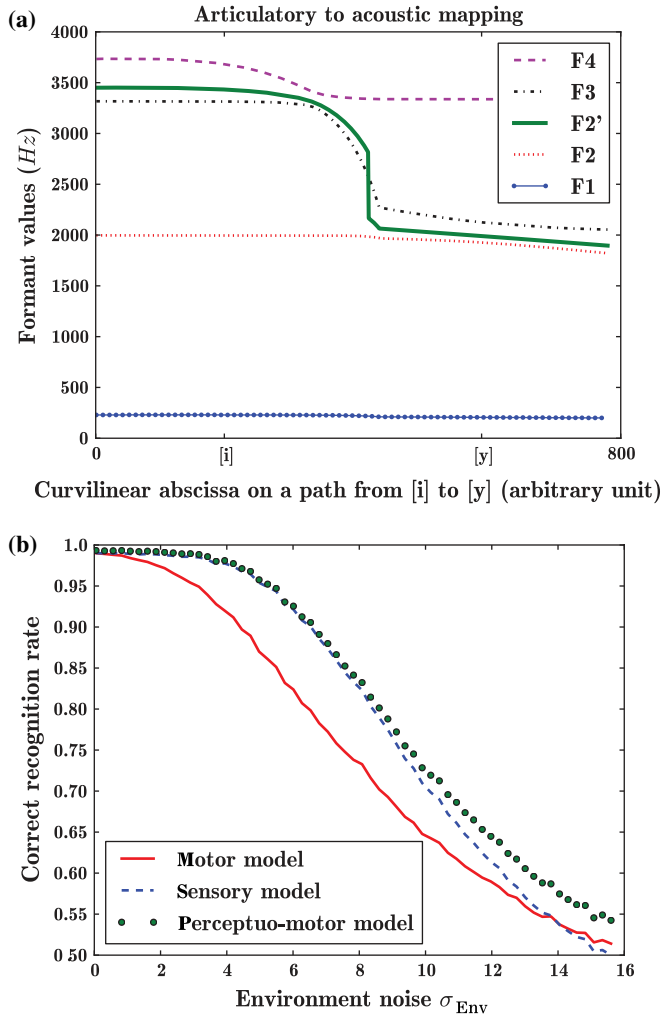 (a)
Articulatory to acoustic mapping
4000
3500
3000
2500
2000
1500
1000
500
0
Formant values (Hz)
F4
F3
F2'
F2
F1
0
[i]
[y]
800
Curvilinear abscissa on a path from [i] to [y] (arbitrary unit)
(b)
1.0
0.95
0.90
0.85
0.80
0.75
0.70
0.65
0.60
0.55
0.50
Correct recognition rate
Motor model
Sensory model
Perceptuo-motor model
0
2
4
6
8
10
12
14
16
Environment noise σ_Env